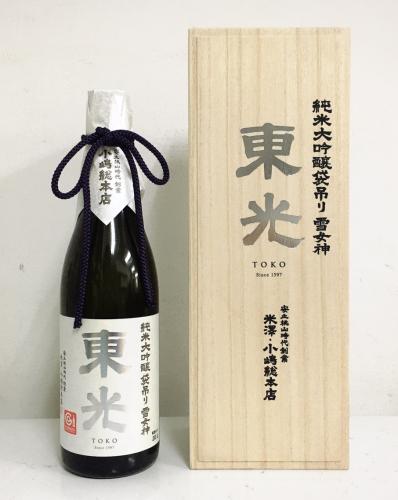 安土桃山時代 創業
小嶋総本店
純米大吟醸袋吊り 雪女神
東光
TOKO
Since 1597
GI
純米大吟醸袋吊り 雪女神
東光
TOKO
Since 1597
安土桃山時代創業
米澤・小嶋総本店